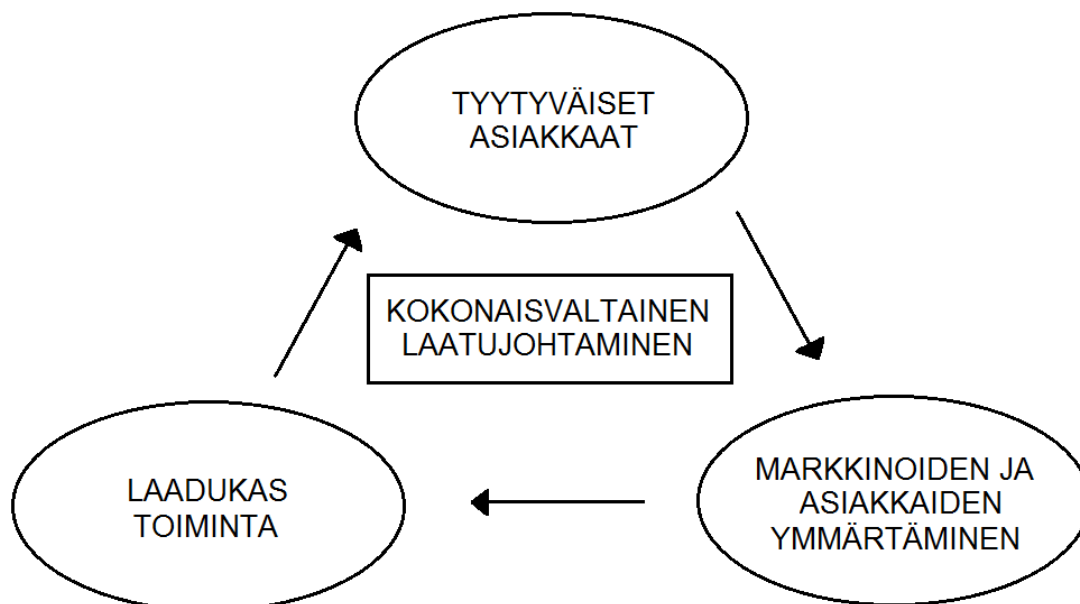 TYYTYVÄISET
ASIAKKAAT
KOKONAISVALTAINEN
LAATUJOHTAMINEN
LAADUKAS
TOIMINTA
MARKKINOIDEN JA
ASIAKKAIDEN
YMMÄRTÄMINEN